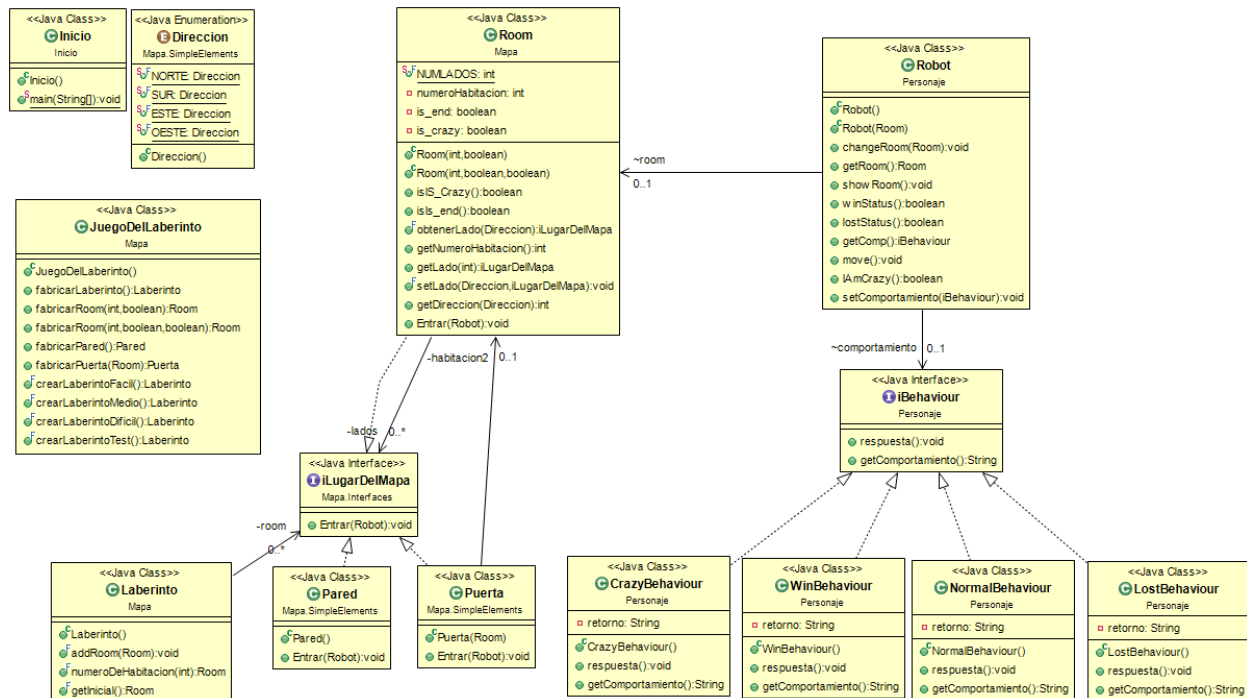 <<Java Class>>
Inicio
Inicio
Inicio()
main(String[]):void
<<Java Enumeration>>
Direccion
Mapa.SimpleElements
NORTE: Direccion
SUR: Direccion
ESTE: Direccion
OESTE: Direccion
Direccion()
<<Java Class>>
Room
Mapa
NUMLADOS: int
numeroHabitacion: int
is_end: boolean
is_crazy: boolean
Room(int,boolean)
Room(int,boolean,boolean)
isIS_Crazy():boolean
isIs_end():boolean
obtenerLado(Direccion):iLugarDelMapa
getNumeroHabitacion():int
getLado(int):iLugarDelMapa
setLado(Direccion,iLugarDelMapa):void
getDireccion(Direccion):int
Entrar(Robot):void
<<Java Class>>
Robot
Personaje
Robot()
Robot(Room)
changeRoom(Room):void
getRoom():Room
showRoom():void
winStatus():boolean
lostStatus():boolean
getComp():iBehaviour
move():void
IAmCrazy():boolean
setComportamiento(iBehaviour):void
~room
0..1
<<Java Class>>
JuegoDelLaberinto
Mapa
JuegoDelLaberinto()
fabricarLaberinto():Laberinto
fabricarRoom(int,boolean):Room
fabricarRoom(int,boolean,boolean):Room
fabricarPared():Pared
fabricarPuerta(Room):Puerta
crearLaberintoFacil():Laberinto
crearLaberintoMedio():Laberinto
crearLaberintoDificil():Laberinto
crearLaberintoTest():Laberinto
-habitacion2
0..1
~comportamiento
0..1
<<Java Interface>>
iBehaviour
Personaje
respuesta():void
getComportamiento():String
-lados
0..*
<<Java Interface>>
iLugarDelMapa
Mapa.Interfaces
Entrar(Robot):void
-room
0..*
<<Java Class>>
Laberinto
Mapa
Laberinto()
addRoom(Room):void
numeroDeHabitacion(int):Room
getInicial():Room
<<Java Class>>
Pared
Mapa.SimpleElements
Pared()
Entrar(Robot):void
<<Java Class>>
Puerta
Mapa.SimpleElements
Puerta(Room)
Entrar(Robot):void
<<Java Class>>
CrazyBehaviour
Personaje
retorno: String
CrazyBehaviour()
respuesta():void
getComportamiento():String
<<Java Class>>
WinBehaviour
Personaje
retorno: String
WinBehaviour()
respuesta():void
getComportamiento():String
<<Java Class>>
NormalBehaviour
Personaje
retorno: String
NormalBehaviour()
respuesta():void
getComportamiento():String
<<Java Class>>
LostBehaviour
Personaje
retorno: String
LostBehaviour()
respuesta():void
getComportamiento():String